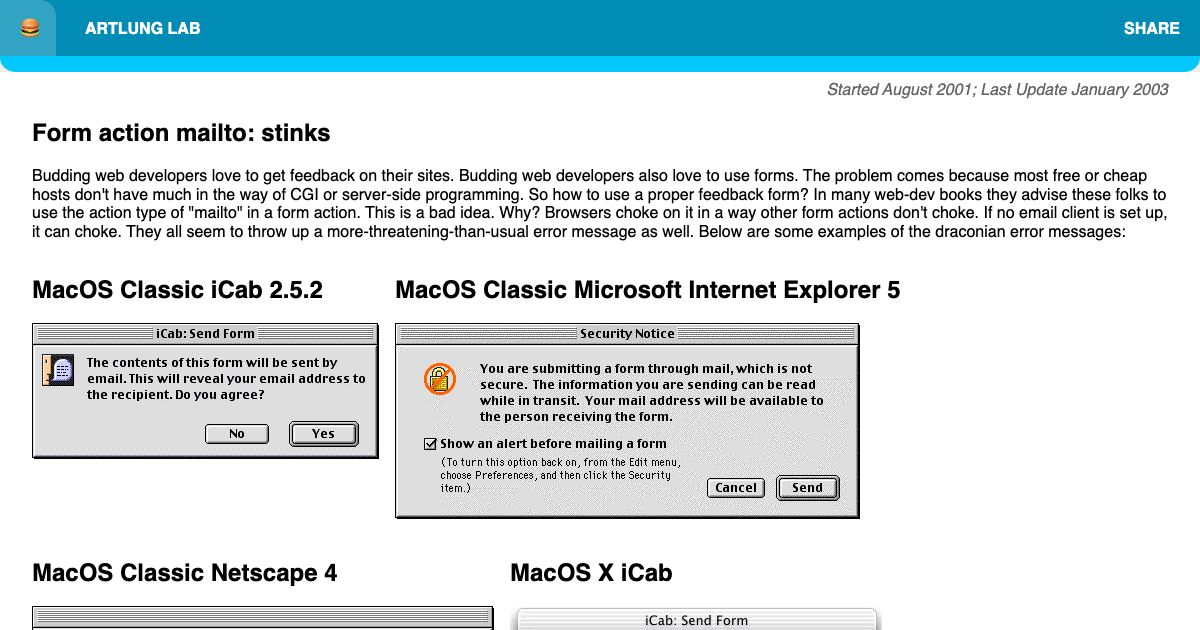 ARTLUNG LAB
SHARE
Started August 2001; Last Update January 2003
Form action mailto: stinks
Budding web developers love to get feedback on their sites. Budding web developers also love to use forms. The problem comes because most free or cheap
hosts don't have much in the way of CGI or server-side programming. So how to use a proper feedback form? In many web-dev books they advise these folks to
use the action type of "mailto" in a form action. This is a bad idea. Why? Browsers choke on it in a way other form actions don't choke. If no email client is set up,
it can choke. They all seem to throw up a more-threatening-than-usual error message as well. Below are some examples of the draconian error messages:
MacOS Classic iCab 2.5.2
iCab: Send Form
The contents of this form will be sent by
email. This will reveal your email address to
the recipient. Do you agree?
No
Yes
MacOS Classic Microsoft Internet Explorer 5
Security Notice
You are submitting a form through mail, which is not
secure. The information you are sending can be read
while in transit. Your mail address will be available to
the person receiving the form.
Show an alert before mailing a form
(To turn this option back on, from the Edit menu,
choose Preferences, and then click the Security
item.)
Cancel
Send
MacOS Classic Netscape 4
MacOS X iCab
iCab: Send Form